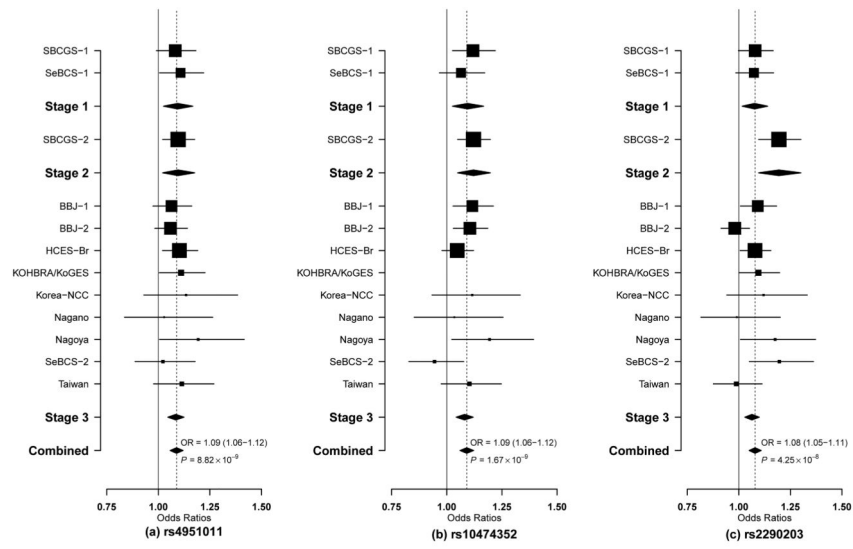 SBCGS−1
SeBCS−1
Stage 1
SBCGS−2
Stage 2
BBJ−1
BBJ−2
HCES−Br
KOHBRA/KoGES
Korea−NCC
Nagano
Nagoya
SeBCS−2
Taiwan
Stage 3
Combined
OR = 1.09 (1.06−1.12)
P = 8.82×10⁻⁹
0.75 1.00 1.25 1.50
Odds Ratios
(a) rs4951011
SBCGS−1
SeBCS−1
Stage 1
SBCGS−2
Stage 2
BBJ−1
BBJ−2
HCES−Br
KOHBRA/KoGES
Korea−NCC
Nagano
Nagoya
SeBCS−2
Taiwan
Stage 3
Combined
OR = 1.09 (1.06−1.12)
P = 1.67×10⁻⁹
0.75 1.00 1.25 1.50
Odds Ratios
(b) rs10474352
SBCGS−1
SeBCS−1
Stage 1
SBCGS−2
Stage 2
BBJ−1
BBJ−2
HCES−Br
KOHBRA/KoGES
Korea−NCC
Nagano
Nagoya
SeBCS−2
Taiwan
Stage 3
Combined
OR = 1.08 (1.05−1.11)
P = 4.25×10⁻⁸
0.75 1.00 1.25 1.50
Odds Ratios
(c) rs2290203